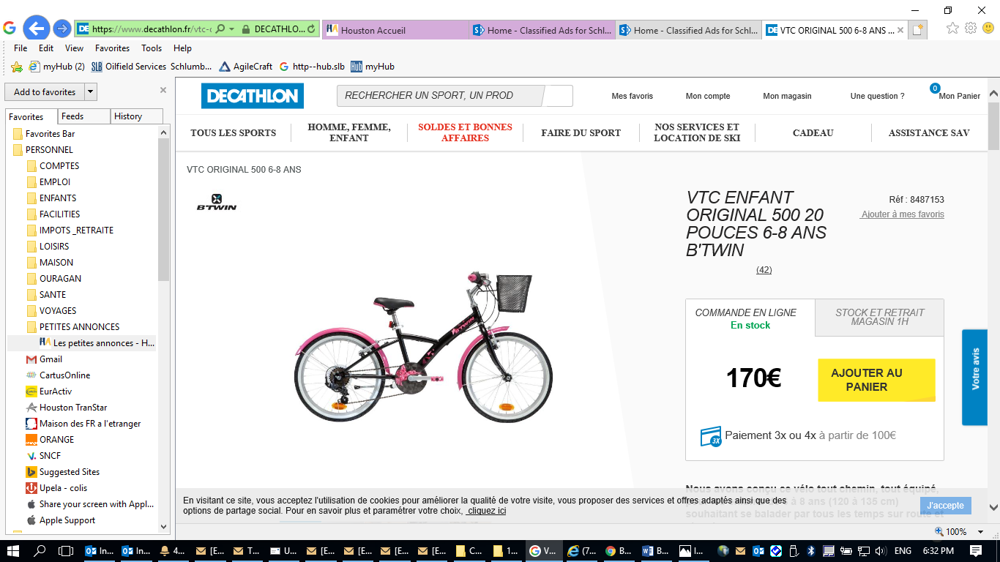 https://www.decathlon.fr/vtc-c
DECATHLO...
Houston Accueil
Home - Classified Ads for Schl...
Home - Classified Ads for Schl...
VTC ORIGINAL 500 6-8 ANS ...
File Edit View Favorites Tools Help
myHub (2)
SLB Oilfield Services Schlumb...
AgileCraft
http--hub.slb
Hub myHub
Add to favorites
Favorites Feeds History
Favorites Bar
PERSONNEL
COMPTES
EMPLOI
ENFANTS
FACILITIES
IMPOTS _RETRAITE
LOISIRS
MAISON
OURAGAN
SANTE
VOYAGES
PETITES ANNONCES
Les petites annonces - H...
Gmail
CartusOnline
EurActiv
Houston TranStar
Maison des FR a l'etranger
ORANGE
SNCF
Suggested Sites
Upela - colis
Share your screen with Appl...
Apple Support
DECATHLON
RECHERCHER UN SPORT, UN PROD
Mes favoris
Mon compte
Mon magasin
Une question ?
0
Mon Panier
TOUS LES SPORTS
HOMME, FEMME,
ENFANT
SOLDES ET BONNES
AFFAIRES
FAIRE DU SPORT
NOS SERVICES ET
LOCATION DE SKI
CADEAU
ASSISTANCE SAV
VTC ORIGINAL 500 6-8 ANS
B'TWIN
B'TWIN
VTC ENFANT
ORIGINAL 500 20
POUCES 6-8 ANS
B'TWIN
Réf : 8487153
Ajouter à mes favoris
(42)
COMMANDE EN LIGNE
En stock
STOCK ET RETRAIT
MAGASIN 1H
170€
AJOUTER AU
PANIER
3X
Paiement 3x ou 4x à partir de 100€
Votre avis
Nous avons conçu ce vélo tout chemin, tout équipé,
à 8 ans (120 à 135 cm)
souhaitant se balader par tous les temps sur route et
En visitant ce site, vous acceptez l'utilisation de cookies pour améliorer la qualité de votre visite, vous proposer des services et offres adaptés ainsi que des
options de partage social. Pour en savoir plus et paramétrer votre choix, cliquez ici
J'accepte
100%
In... In... 4... [E... T... U... [E... [E... [E... [E... C... 1... V... (7... B... B... I...
ENG 6:32 PM